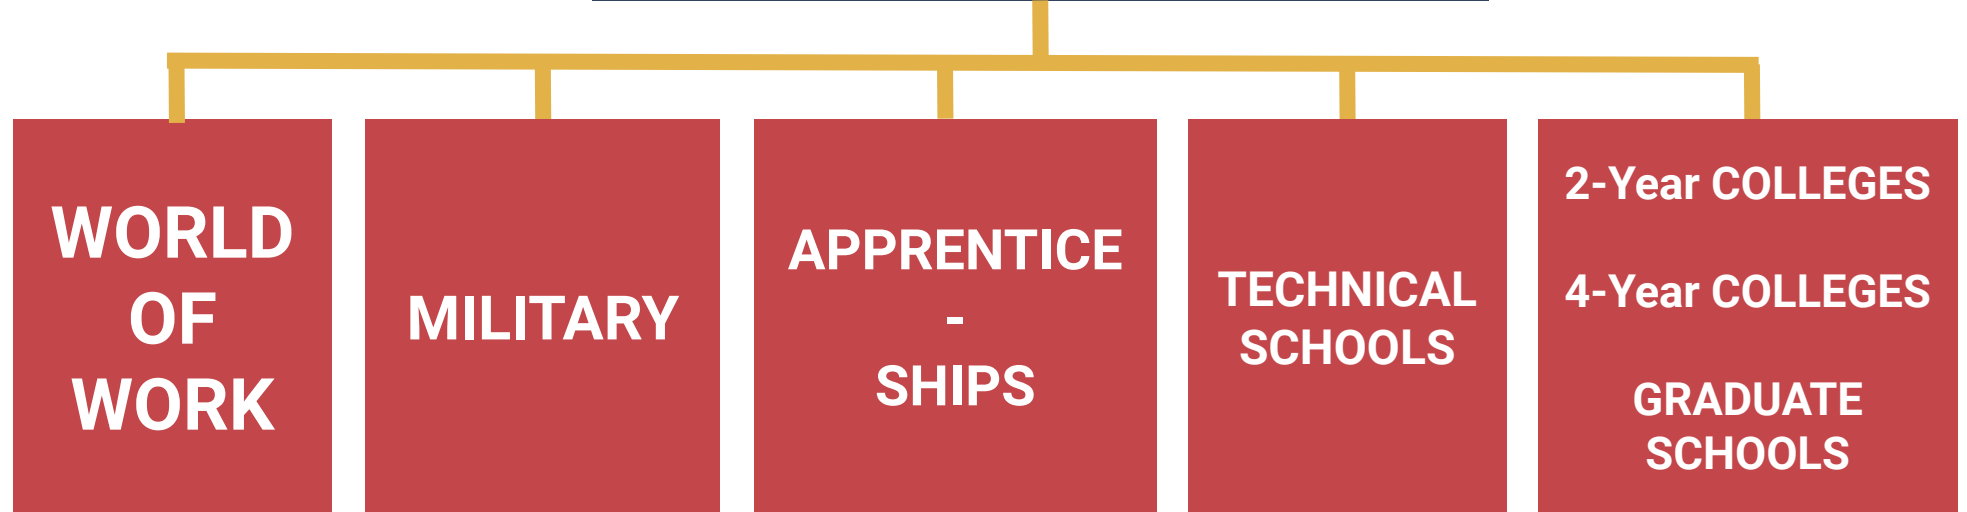 WORLD
OF
WORK
MILITARY
APPRENTICE
-
SHIPS
TECHNICAL
SCHOOLS
2-Year COLLEGES
4-Year COLLEGES
GRADUATE
SCHOOLS